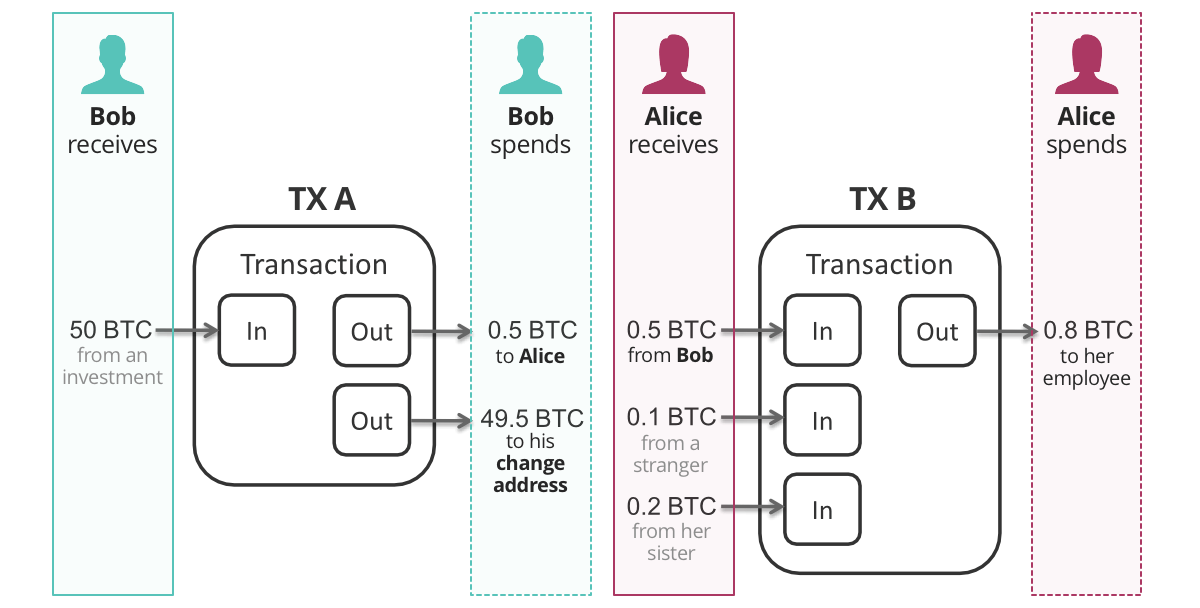 Bob
receives
Bob
spends
Alice
receives
Alice
spends
TX A
Transaction
50 BTC
from an
investment
In
Out
0.5 BTC
to Alice
Out
49.5 BTC
to his
change
address
TX B
Transaction
0.5 BTC
from Bob
In
Out
0.8 BTC
to her
employee
0.1 BTC
from a
stranger
In
0.2 BTC
from her
sister
In